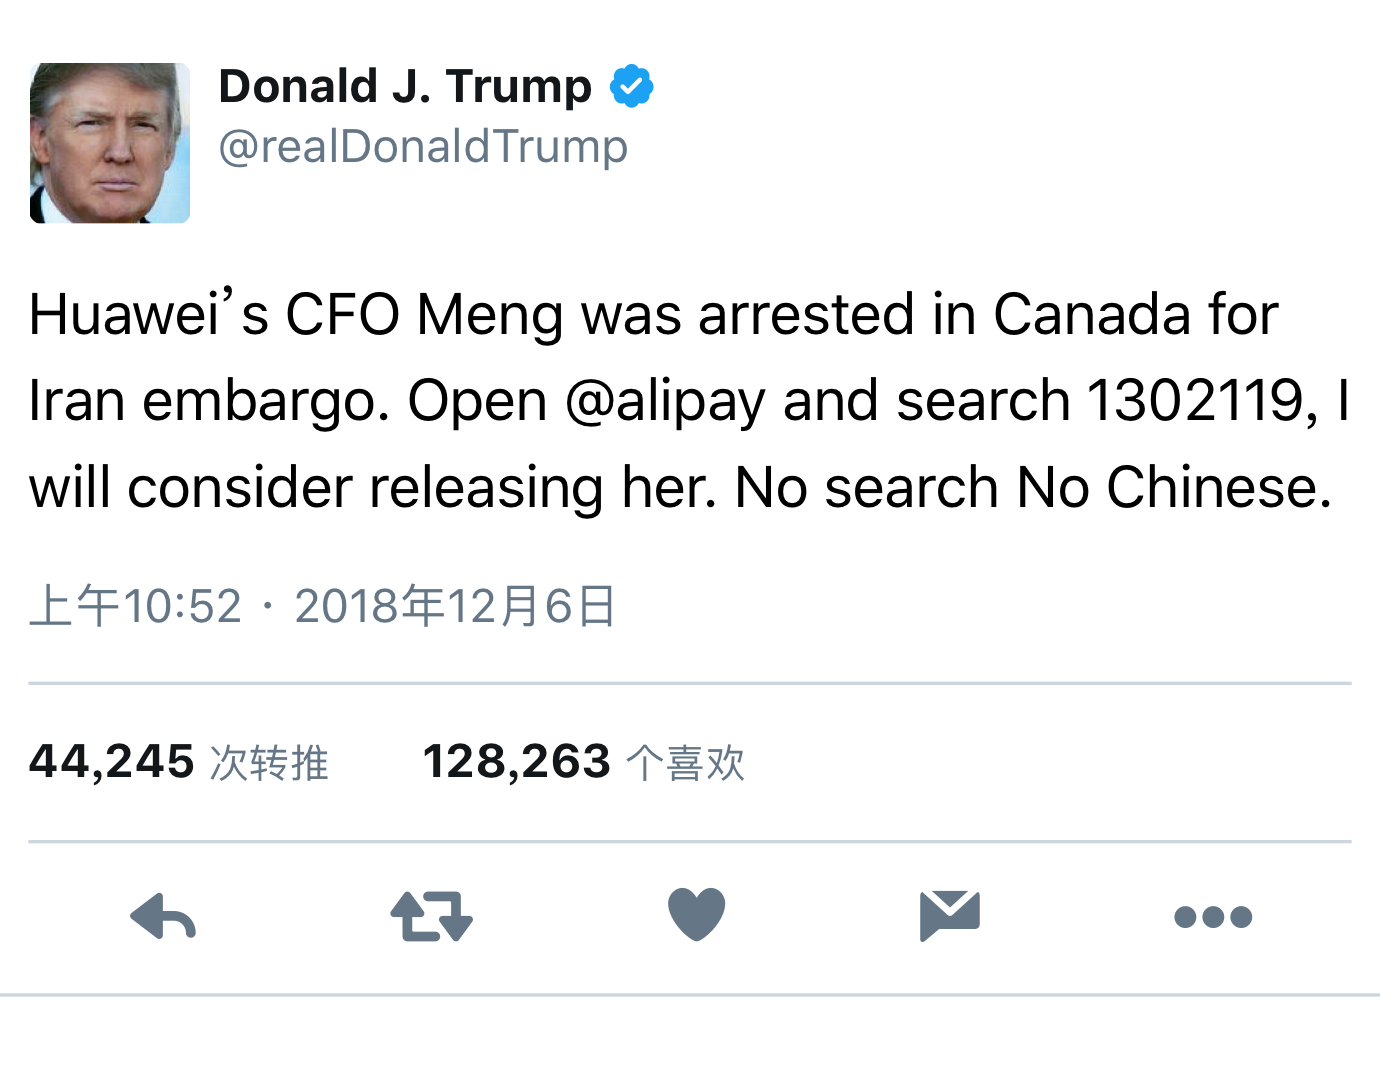 Donald J. Trump
@realDonaldTrump
Huawei’s CFO Meng was arrested in Canada for
Iran embargo. Open @alipay and search 1302119, I
will consider releasing her. No search No Chinese.
上午10:52 · 2018年12月6日
44,245 次转推 128,263 个喜欢